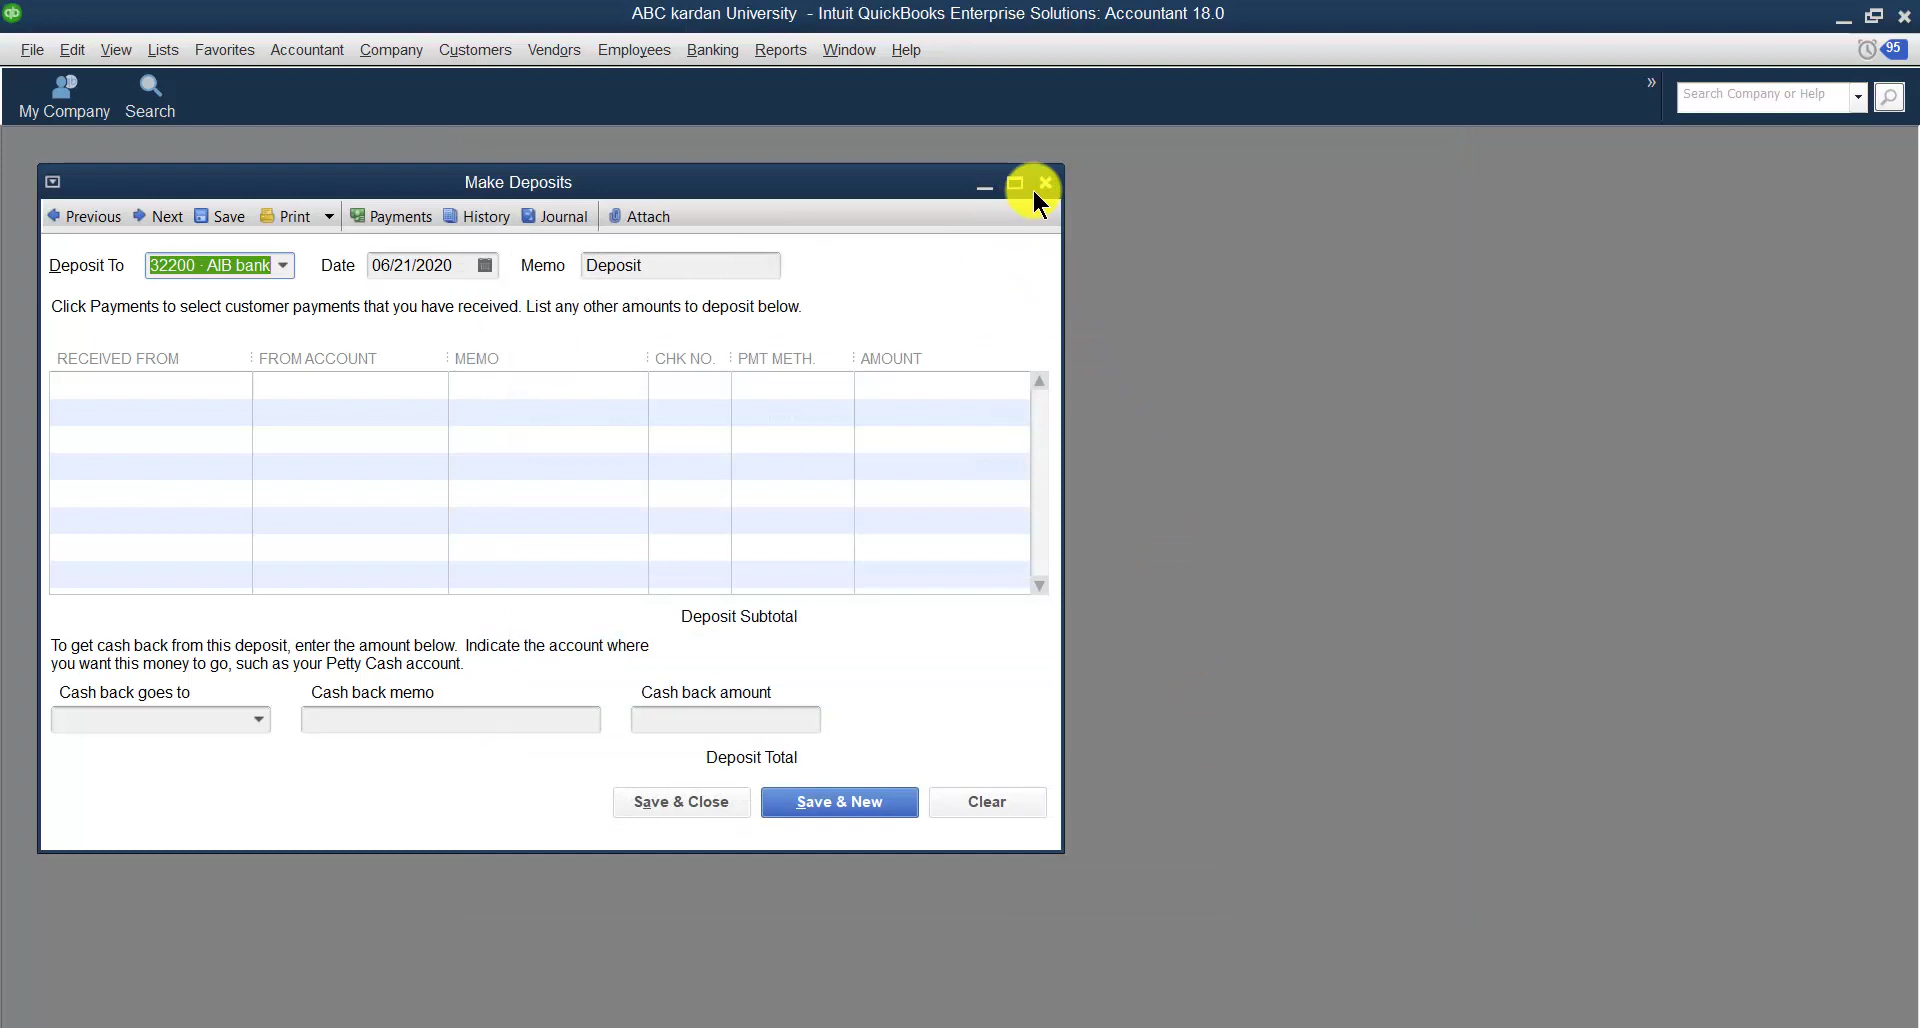 ABC kardan University - Intuit QuickBooks Enterprise Solutions: Accountant 18.0
File Edit View Lists Favorites Accountant Company Customers Vendors Employees Banking Reports Window Help
95
My Company Search
Search Company or Help
Make Deposits
Previous Next Save Print Payments History Journal Attach
Deposit To 32200 · AIB bank Date 06/21/2020 Memo Deposit
Click Payments to select customer payments that you have received. List any other amounts to deposit below.
RECEIVED FROM FROM ACCOUNT MEMO CHK NO. PMT METH. AMOUNT
Deposit Subtotal
To get cash back from this deposit, enter the amount below. Indicate the account where
you want this money to go, such as your Petty Cash account.
Cash back goes to Cash back memo Cash back amount
Deposit Total
Save & Close Save & New Clear